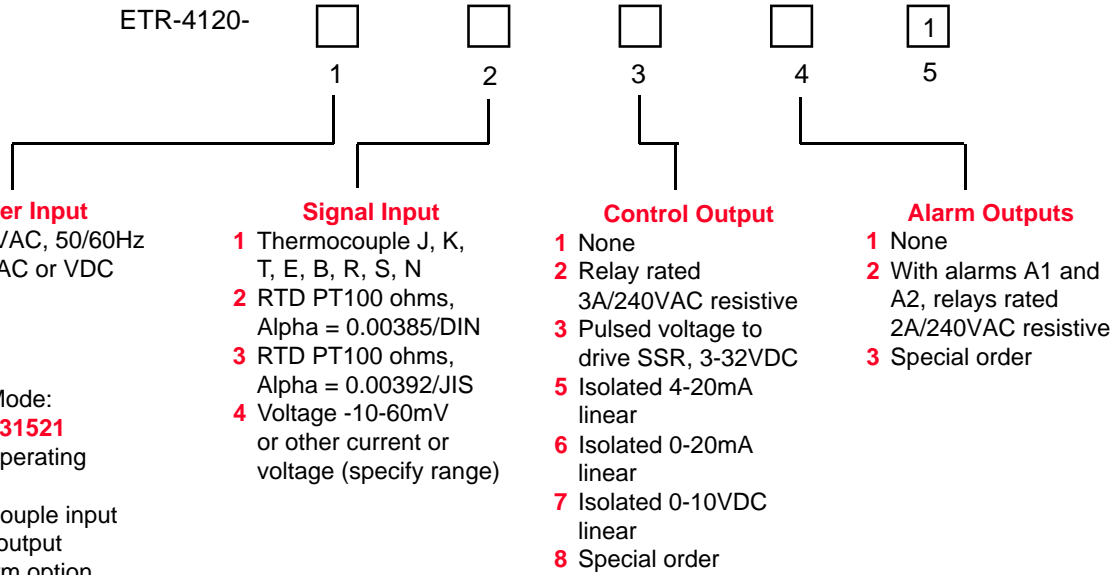 ETR-4120-
1
1 2 3 4 5
er Input
VAC, 50/60Hz
AC or VDC
Mode:
31521
perating
ouple input
output
rm option
Signal Input
1 Thermocouple J, K,
T, E, B, R, S, N
2 RTD PT100 ohms,
Alpha = 0.00385/DIN
3 RTD PT100 ohms,
Alpha = 0.00392/JIS
4 Voltage -10-60mV
or other current or
voltage (specify range)
Control Output
1 None
2 Relay rated
3A/240VAC resistive
3 Pulsed voltage to
drive SSR, 3-32VDC
5 Isolated 4-20mA
linear
6 Isolated 0-20mA
linear
7 Isolated 0-10VDC
linear
8 Special order
Alarm Outputs
1 None
2 With alarms A1 and
A2, relays rated
2A/240VAC resistive
3 Special order